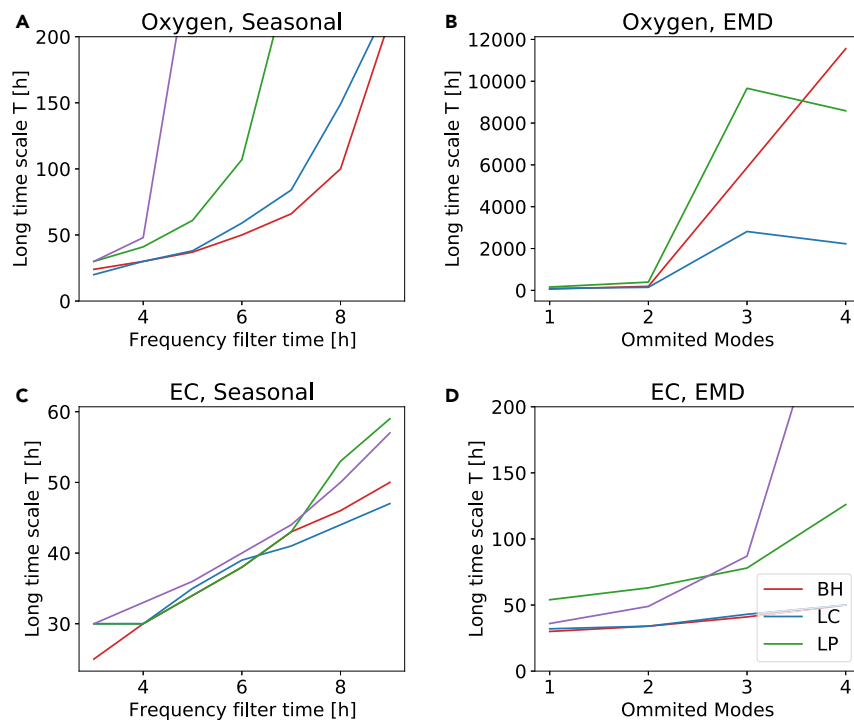 A
Oxygen, Seasonal
Long time scale T [h]
200
150
100
50
0
4
6
8
Frequency filter time [h]
B
Oxygen, EMD
Long time scale T [h]
12000
10000
8000
6000
4000
2000
0
1
2
3
4
Ommited Modes
C
EC, Seasonal
Long time scale T [h]
60
50
40
30
4
6
8
Frequency filter time [h]
D
EC, EMD
Long time scale T [h]
200
150
100
50
0
1
2
3
4
Ommited Modes
BH
LC
LP